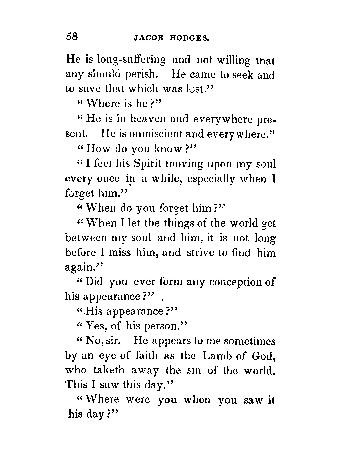 58 JACOB HODGES.
He is long-suffering and not willing that
any should perish. He came to seek and
to save that which was lost."
"Where is he?"
"He is in heaven and everywhere pre-
sent. He is omniscient and everywhere."
"How do you know?"
"I feel his Spirit moving upon my soul
every once in a while, especially when I
forget him."
"When do you forget him?"
"When I let the things of the world get
between my soul and him, it is not long
before I miss him, and strive to find him
again."
"Did you ever form any conception of
his appearance?"
"His appearance?"
"Yes, of his person."
"No, sir. He appears to me sometimes
by an eye of faith as the Lamb of God,
who taketh away the sin of the world.
This I saw this day."
"Where were you when you saw it
his day?"